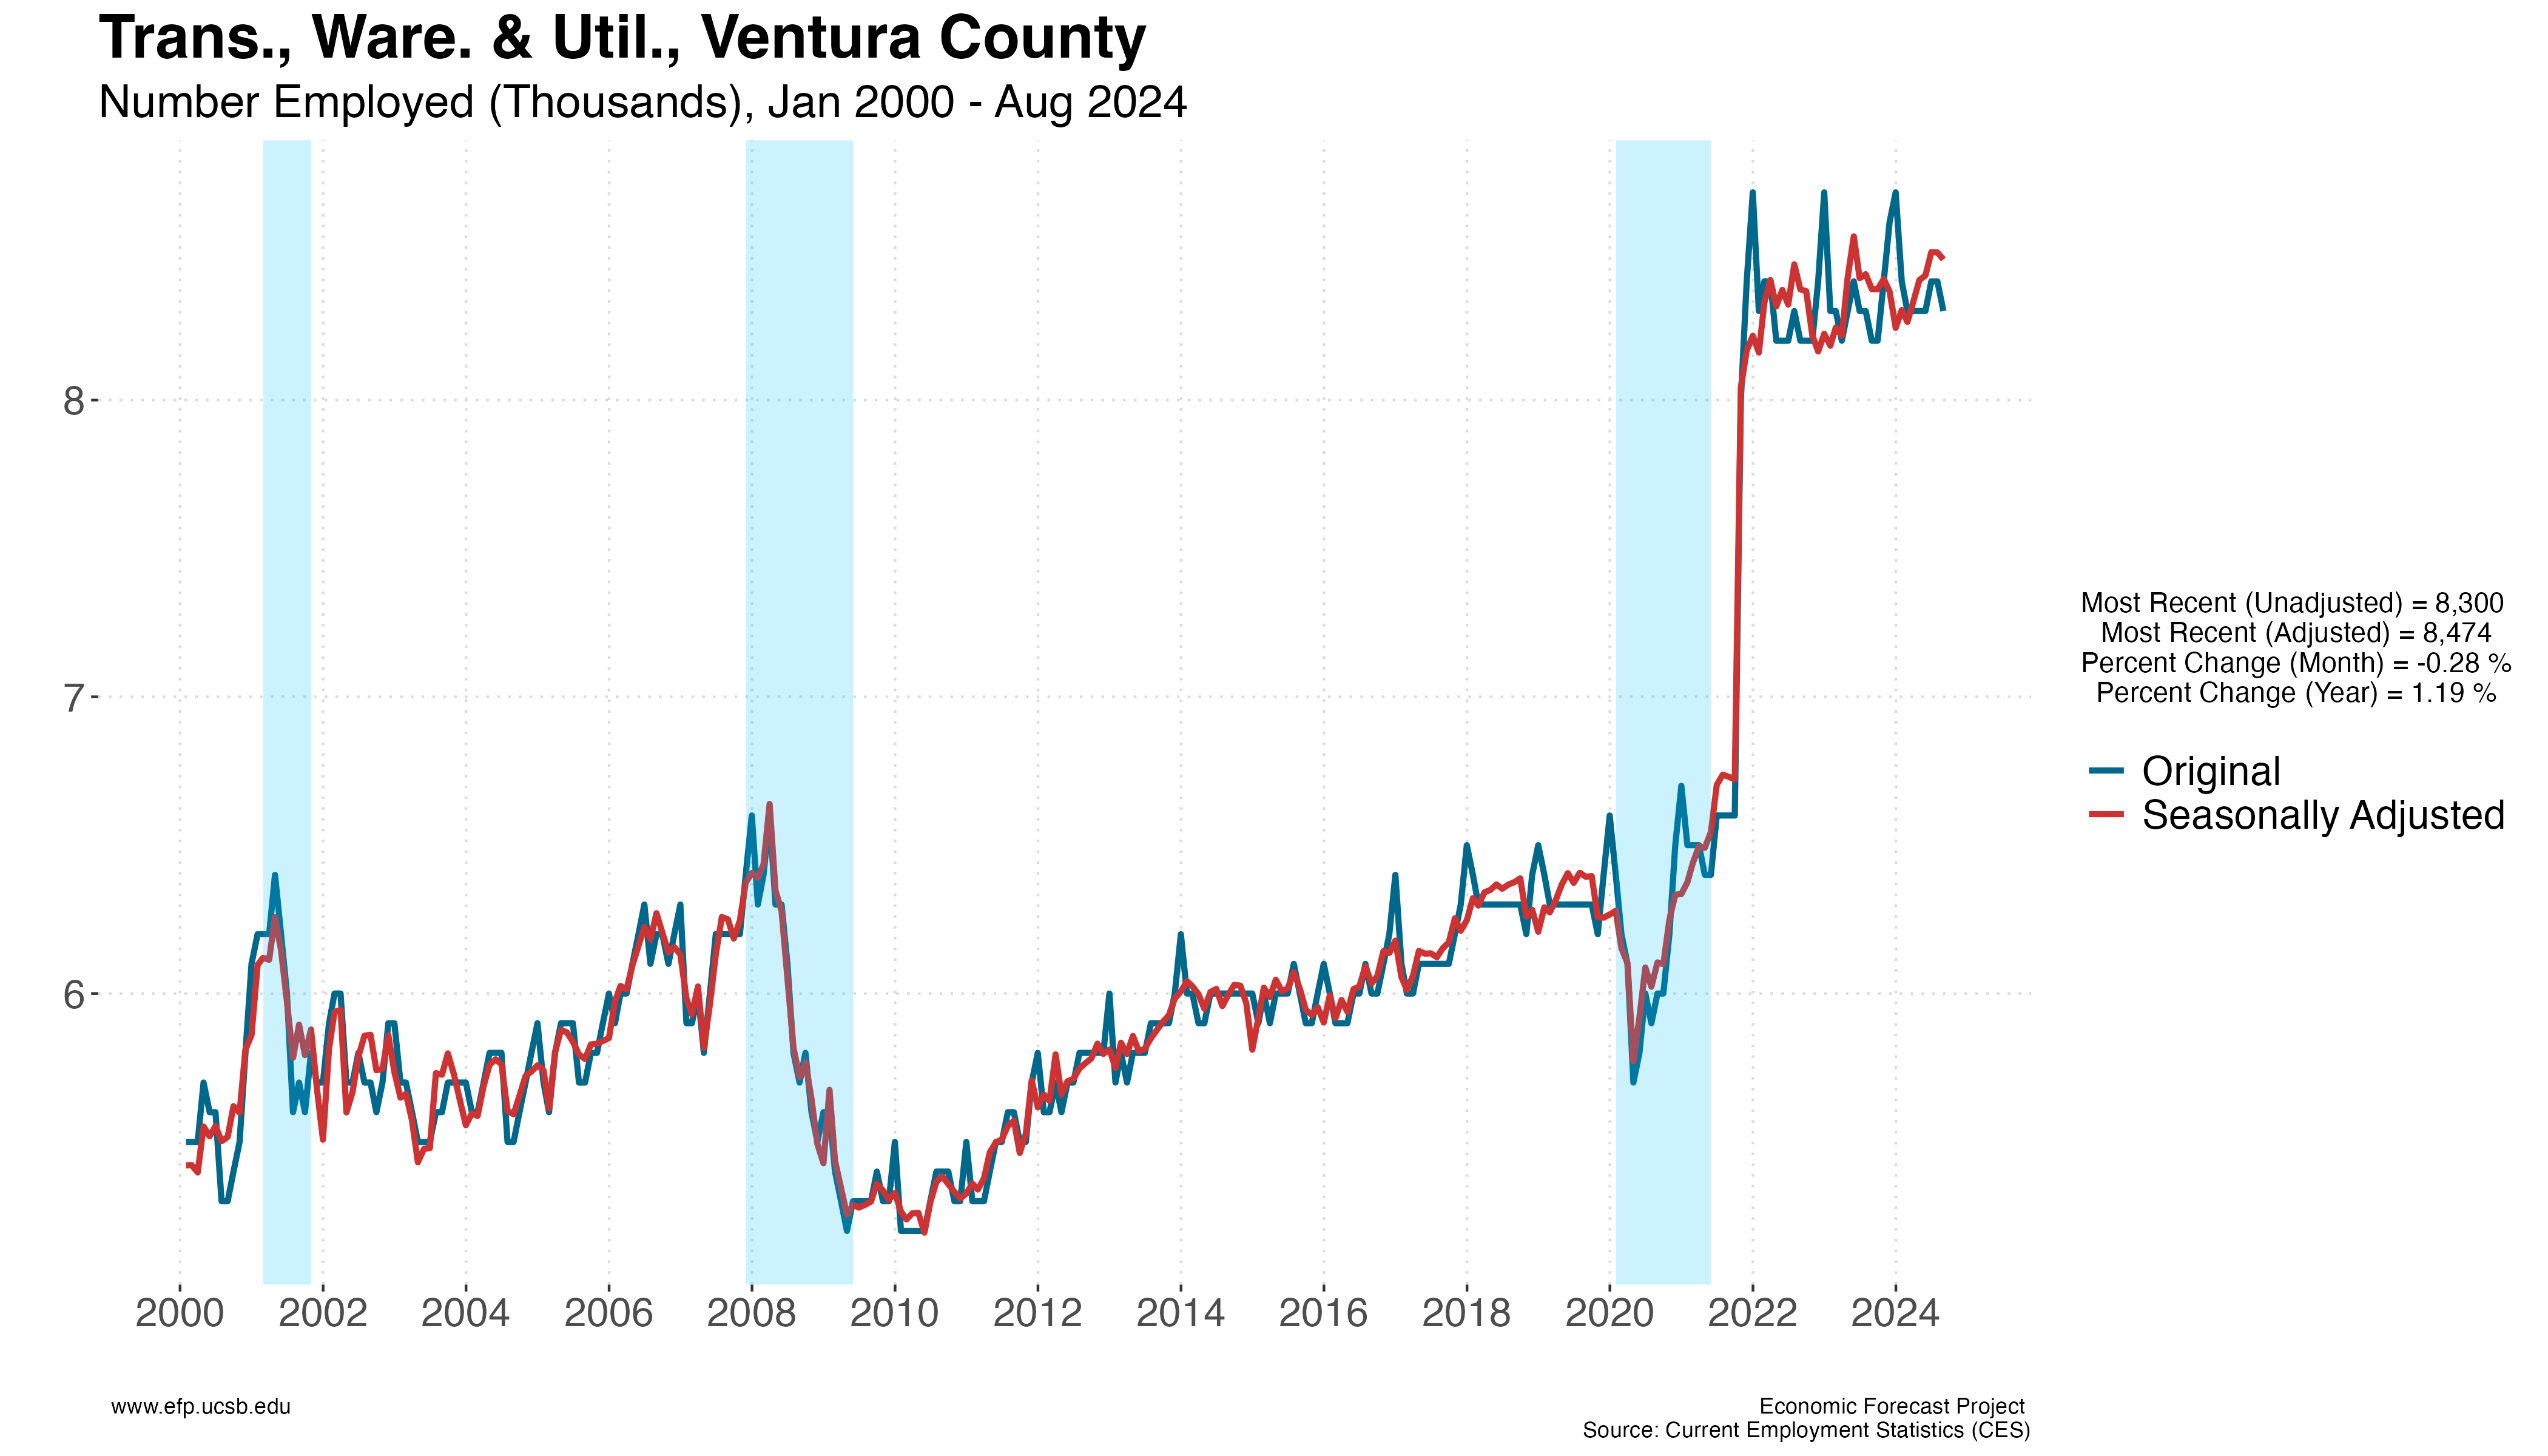 Trans., Ware. & Util., Ventura County
Number Employed (Thousands), Jan 2000 - Aug 2024
8
7
6
2000 2002 2004 2006 2008 2010 2012 2014 2016 2018 2020 2022 2024
Most Recent (Unadjusted) = 8,300
Most Recent (Adjusted) = 8,474
Percent Change (Month) = -0.28 %
Percent Change (Year) = 1.19 %
Original
Seasonally Adjusted
www.efp.ucsb.edu
Economic Forecast Project
Source: Current Employment Statistics (CES)